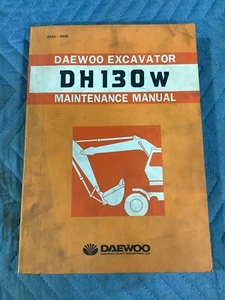 DAEWOO EXCAVATOR
DH130W
MAINTENANCE MANUAL
DAEWOO